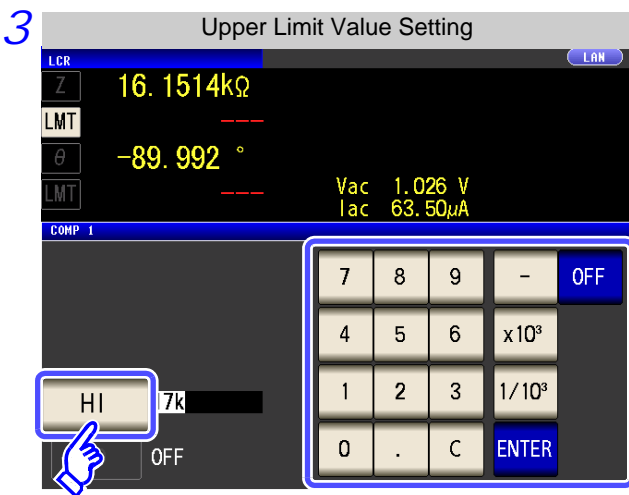 3 Upper Limit Value Setting
LCR LAN
Z 16.1514kΩ
LMT ---
θ -89.992 °
LMT ---
Vac 1.026 V
Iac 63.50μA
COMP 1
7 8 9 - OFF
4 5 6 x10³
1 2 3 1/10³
HI 17k
0 . C ENTER
OFF